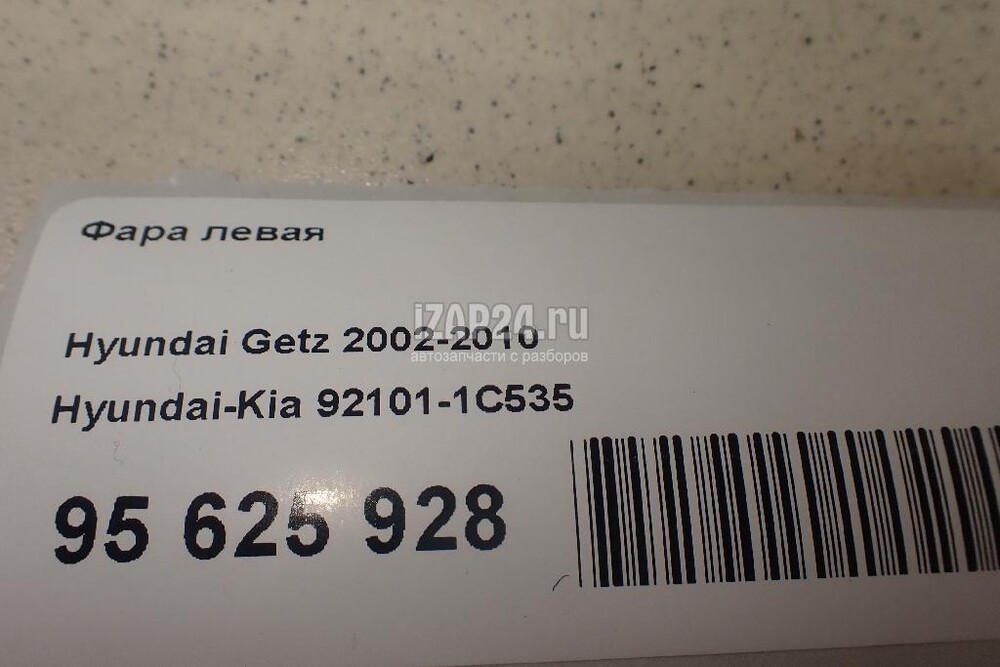 Фара левая
iZAP24.ru
Hyundai Getz 2002-2010
автозапчасти с разборов
Hyundai-Kia 92101-1C535
95 625 928